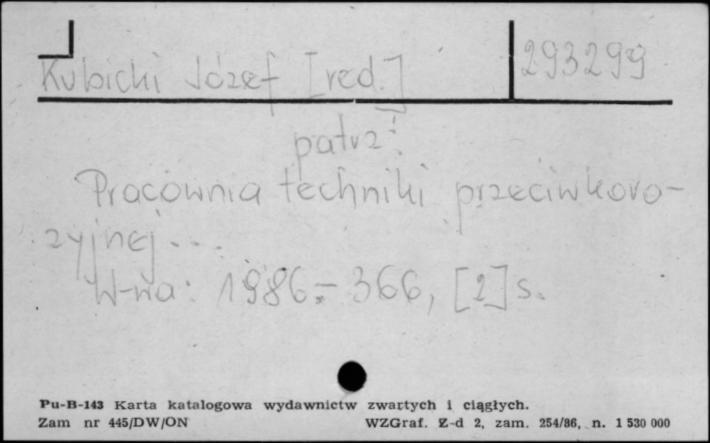 Kubicki Józef [red.]
293299
patrz:
Pracownia techniki przeciwkoro-
zyjnej...
W-wa: 1986.- 366, [2] s.
Pu-B-143 Karta katalogowa wydawnictw zwartych i ciągłych.
Zam nr 445/DW/ON WZGraf. Z-d 2, zam. 254/86, n. 1 530 000